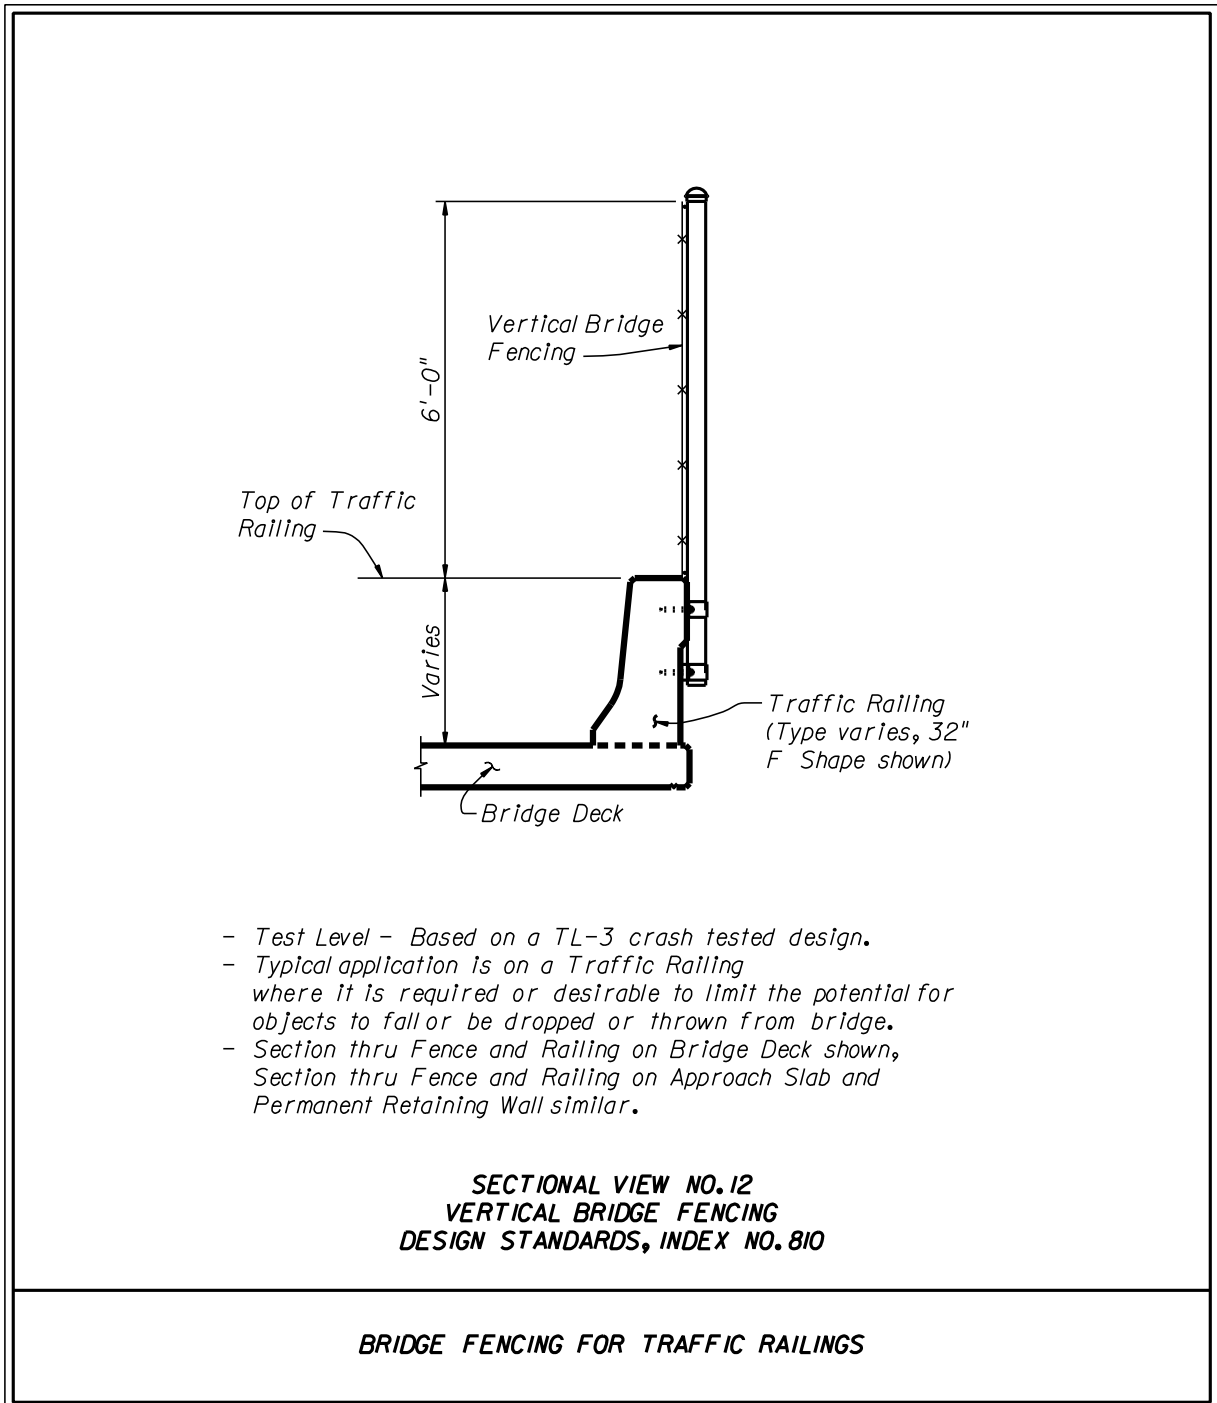 6'-0"
Vertical Bridge
Fencing
Top of Traffic
Railing
Varies
Traffic Railing
(Type varies, 32"
F Shape shown)
Bridge Deck
- Test Level - Based on a TL-3 crash tested design.
- Typical application is on a Traffic Railing
where it is required or desirable to limit the potential for
objects to fall or be dropped or thrown from bridge.
- Section thru Fence and Railing on Bridge Deck shown,
Section thru Fence and Railing on Approach Slab and
Permanent Retaining Wall similar.
SECTIONAL VIEW NO. 12
VERTICAL BRIDGE FENCING
DESIGN STANDARDS, INDEX NO. 810
BRIDGE FENCING FOR TRAFFIC RAILINGS